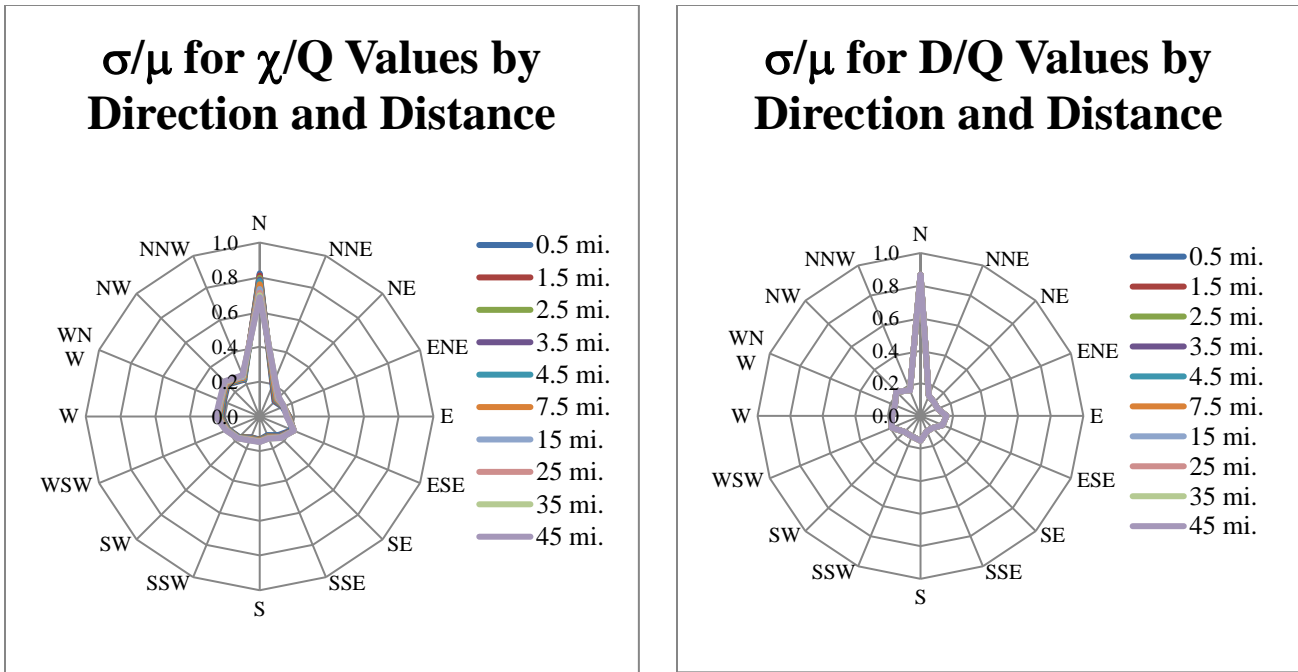 σ/μ for χ/Q Values by
Direction and Distance
N
NNE
NE
ENE
E
ESE
SE
SSE
S
SSW
SW
WSW
W
WN
W
NW
NNW
1.0
0.8
0.6
0.4
0.2
0.0
0.5 mi.
1.5 mi.
2.5 mi.
3.5 mi.
4.5 mi.
7.5 mi.
15 mi.
25 mi.
35 mi.
45 mi.
σ/μ for D/Q Values by
Direction and Distance
N
NNE
NE
ENE
E
ESE
SE
SSE
S
SSW
SW
WSW
W
WN
W
NW
NNW
1.0
0.8
0.6
0.4
0.2
0.0
0.5 mi.
1.5 mi.
2.5 mi.
3.5 mi.
4.5 mi.
7.5 mi.
15 mi.
25 mi.
35 mi.
45 mi.